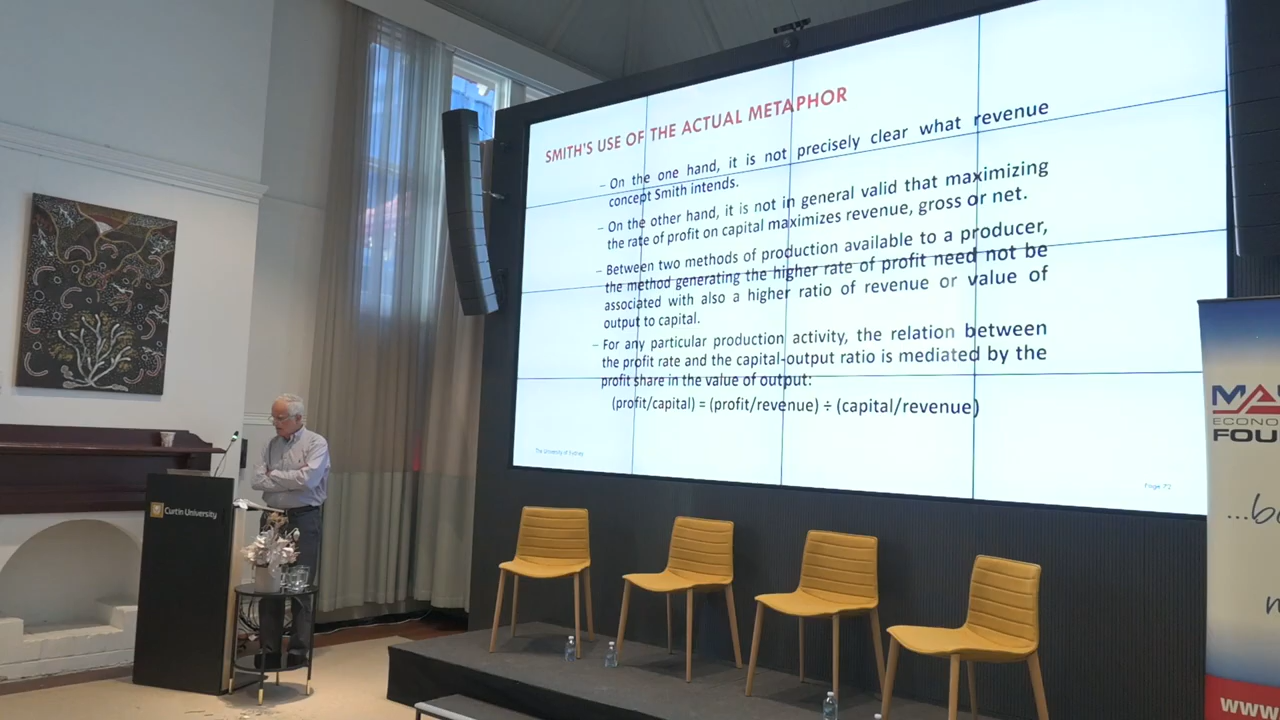 SMITH'S USE OF THE ACTUAL METAPHOR
– On the one hand, it is not precisely clear what revenue
concept Smith intends.
– On the other hand, it is not in general valid that maximizing
the rate of profit on capital maximizes revenue, gross or net.
– Between two methods of production available to a producer,
the method generating the higher rate of profit need not be
associated with also a higher ratio of revenue or value of
output to capital.
– For any particular production activity, the relation between
the profit rate and the capital-output ratio is mediated by the
profit share in the value of output:
(profit/capital) = (profit/revenue) ÷ (capital/revenue)
The University of Sydney
Page 72
Curtin University
ECONO
FOU
www.